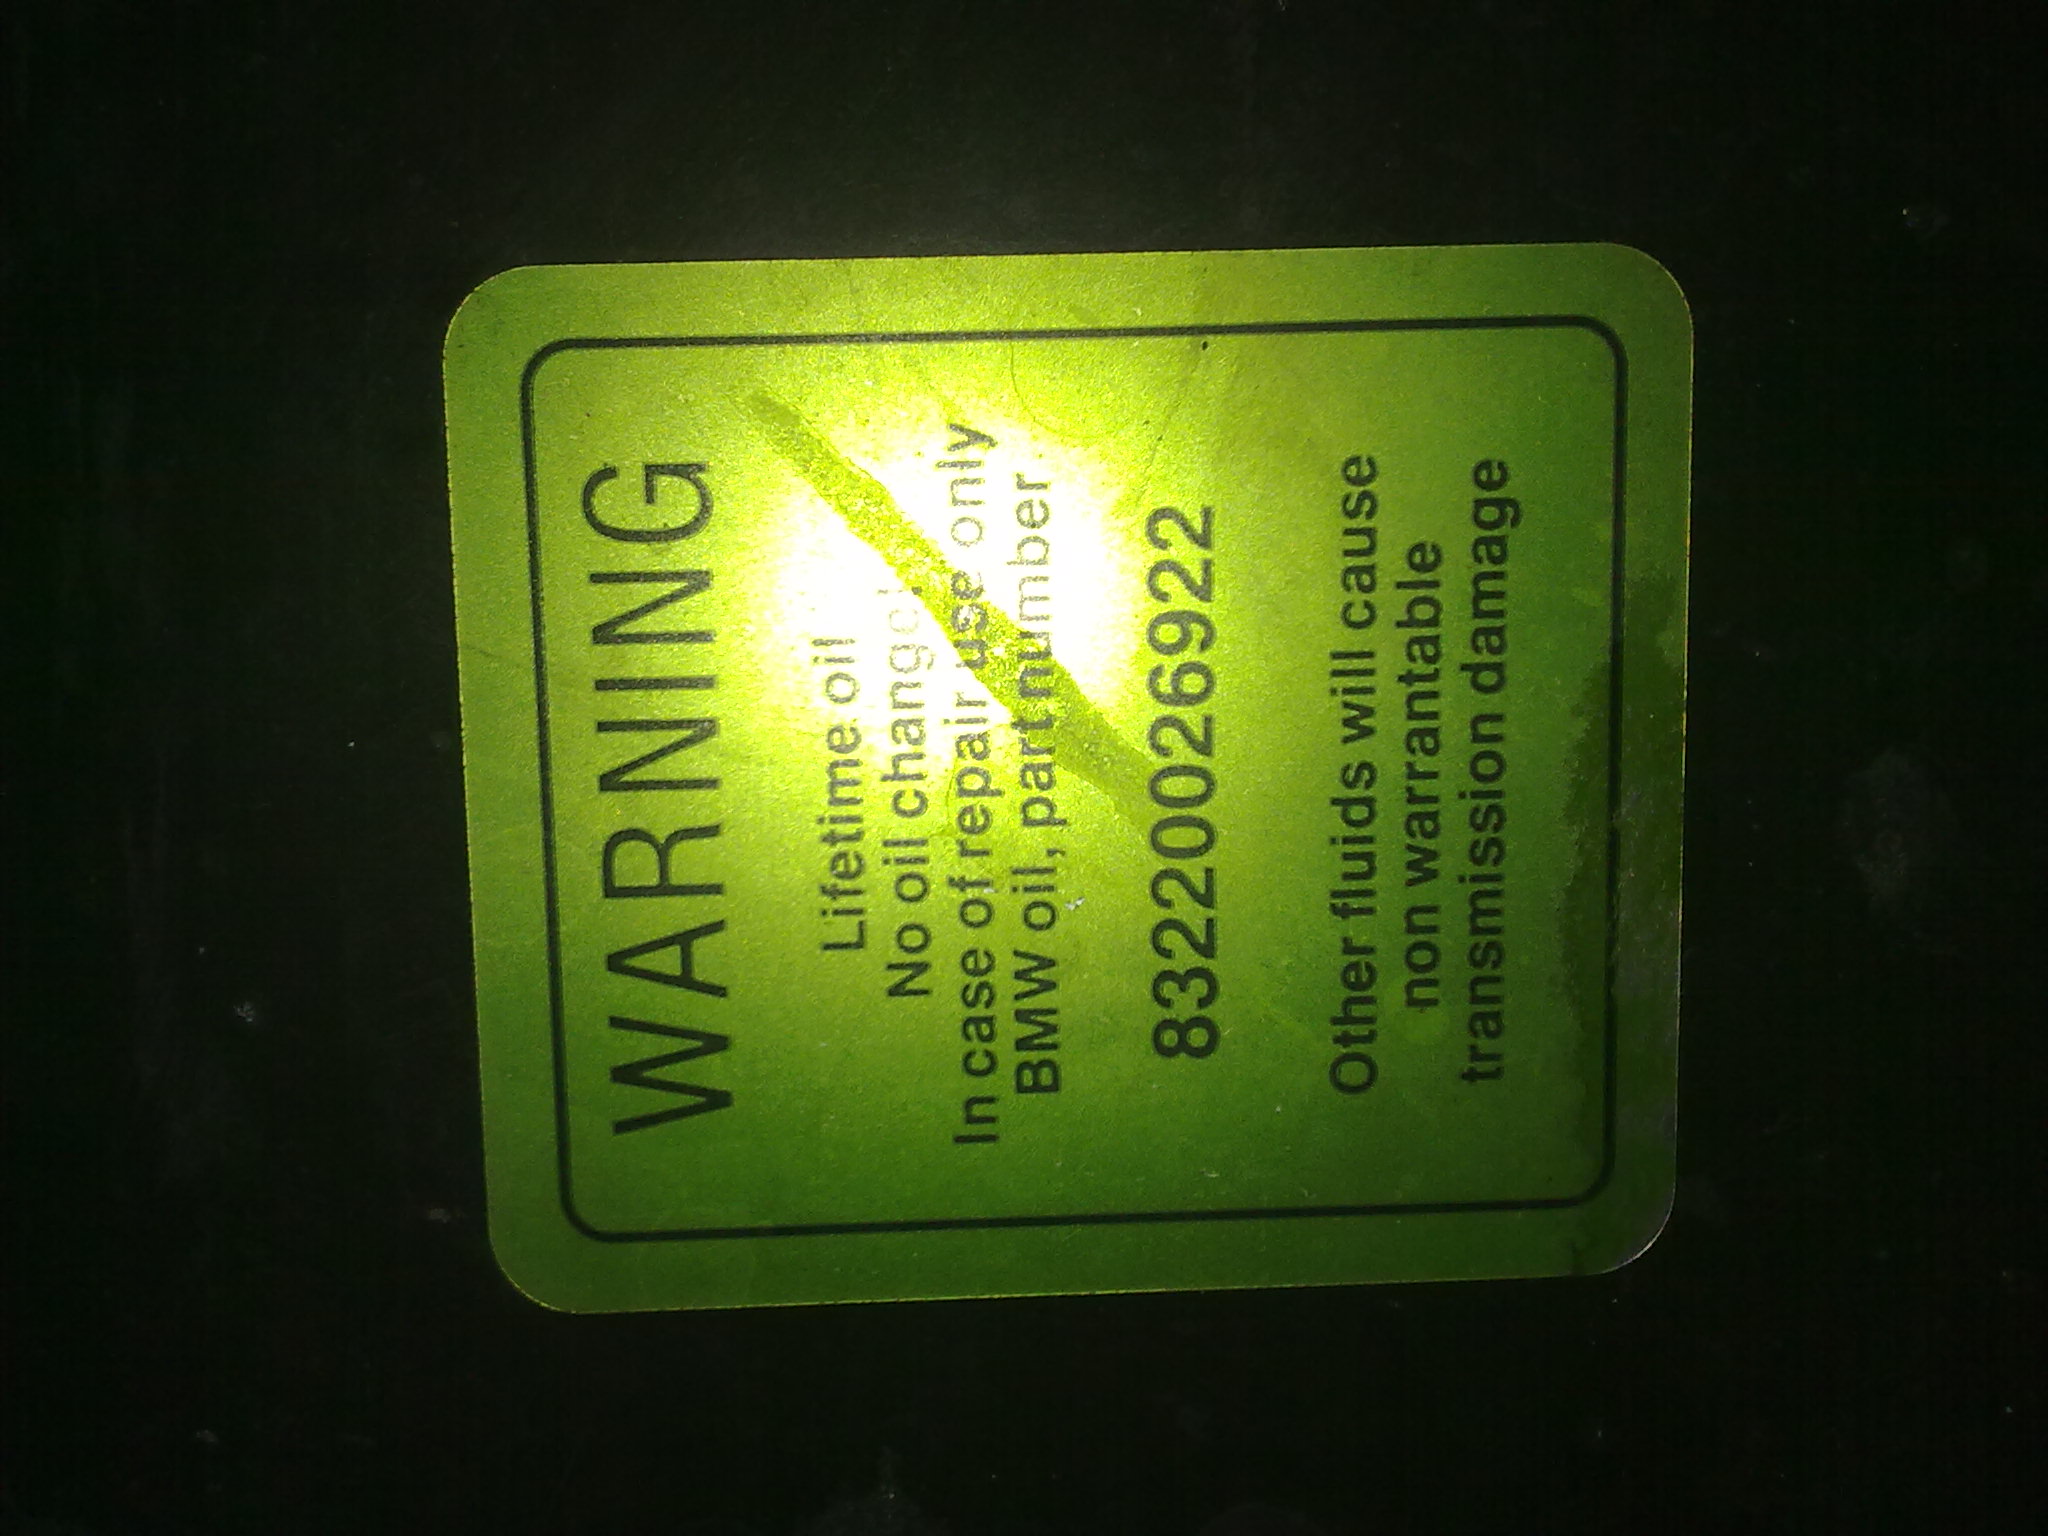 WARNING
Lifetime oil
No oil change!
In case of repair use only
BMW oil, part number
83220026922
Other fluids will cause
non warrantable
transmission damage